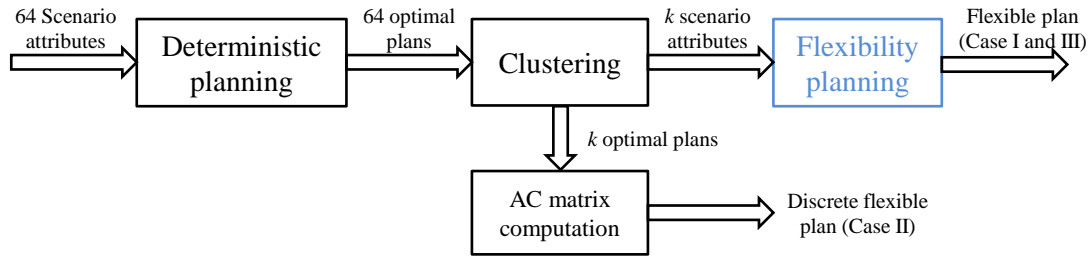 64 Scenario
attributes
Deterministic
planning
64 optimal
plans
Clustering
k scenario
attributes
Flexibility
planning
Flexible plan
(Case I and III)
k optimal plans
AC matrix
computation
Discrete flexible
plan (Case II)